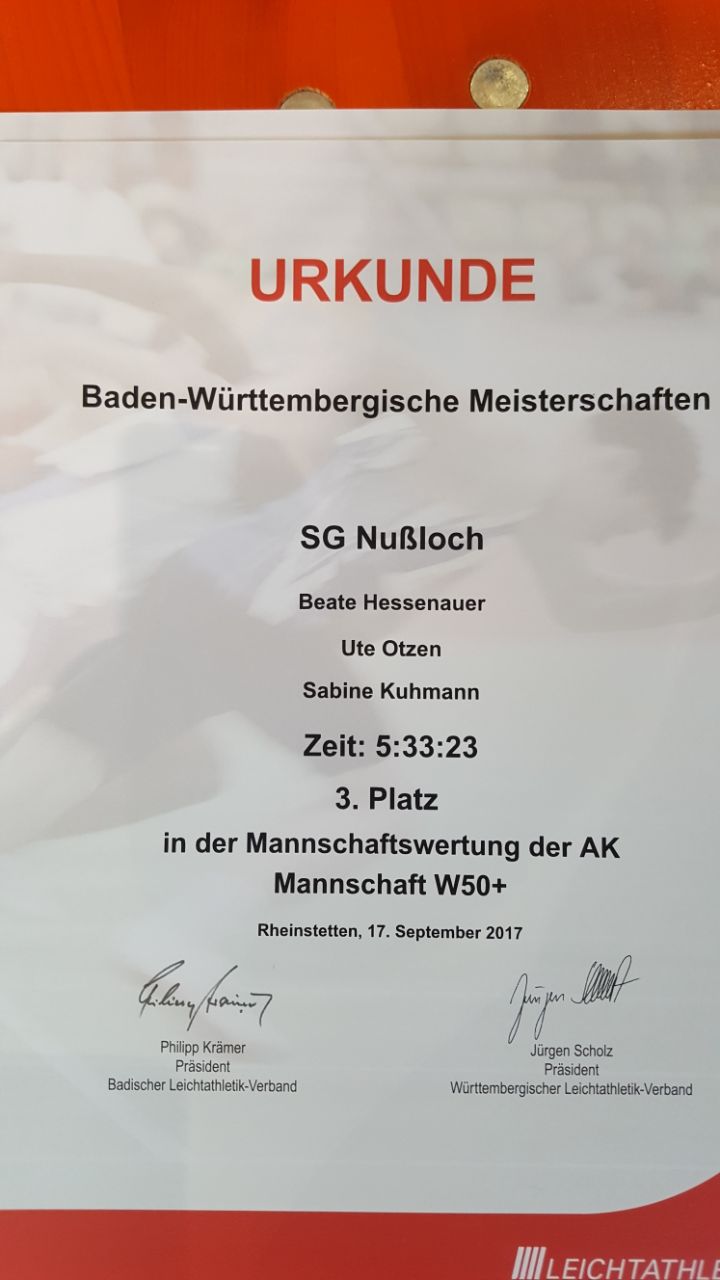 URKUNDE
Baden-Württembergische Meisterschaften
SG Nußloch
Beate Hessenauer
Ute Otzen
Sabine Kuhmann
Zeit: 5:33:23
3. Platz
in der Mannschaftswertung der AK
Mannschaft W50+
Rheinstetten, 17. September 2017
Philipp Krämer
Präsident
Badischer Leichtathletik-Verband
Jürgen Scholz
Präsident
Württembergischer Leichtathletik-Verband